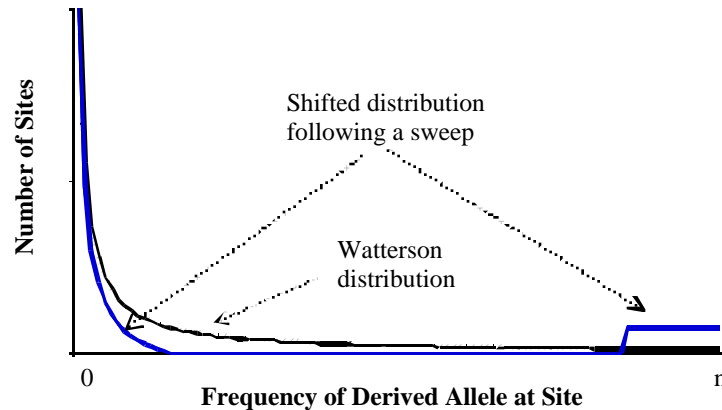 Number of Sites
Shifted distribution
following a sweep
Watterson
distribution
0
n
Frequency of Derived Allele at Site